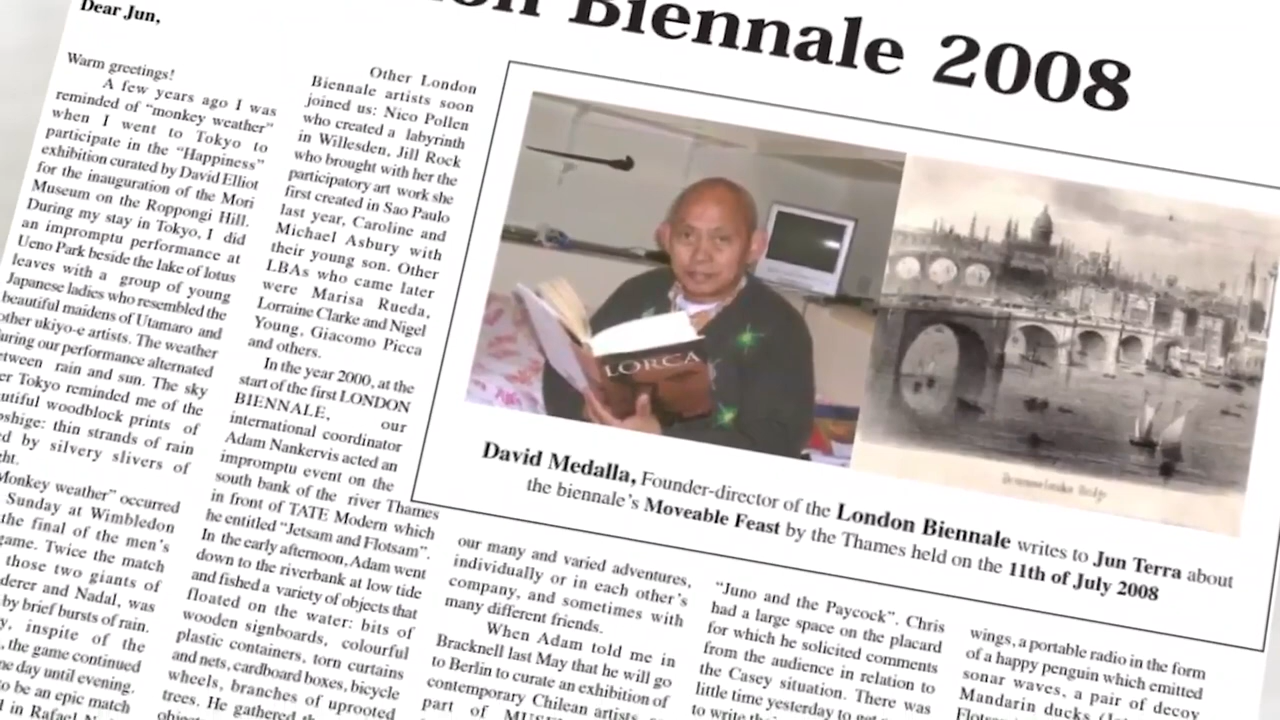 Biennale 2008
Dear Jun,
Warm greetings!
A few years ago I was
reminded of “monkey weather”
when I went to Tokyo to
participate in the “Happiness”
exhibition curated by David Elliot
for the inauguration of the Mori
Museum on the Roppongi Hill.
During my stay in Tokyo, I did
an impromptu performance at
Ueno Park beside the lake of lotus
leaves with a group of young
Japanese ladies who resembled the
beautiful maidens of Utamaro and
other ukiyo-e artists. The weather
during our performance alternated
between rain and sun. The sky
Tokyo reminded me of the
woodblock prints of
thin strands of rain
by silvery slivers of
“Monkey weather” occurred
Sunday at Wimbledon
the final of the men’s
game. Twice the match
those two giants of
and Nadal, was
by brief bursts of rain.
inspite of the
the game continued
day until evening.
to be an epic match
in Rafael
Other London
Biennale artists soon
joined us: Nico Pollen
who created a labyrinth
in Willesden, Jill Rock
who brought with her the
participatory art work she
first created in Sao Paulo
last year, Caroline and
Michael Asbury with
their young son. Other
LBAs who came later
were Marisa Rueda,
Lorraine Clarke and Nigel
Young, Giacomo Picca
and others.
In the year 2000, at the
start of the first LONDON
BIENNALE, our
international coordinator
Adam Nankervis acted an
impromptu event on the
south bank of the river Thames
in front of TATE Modern which
he entitled “Jetsam and Flotsam”.
In the early afternoon, Adam went
down to the riverbank at low tide
and fished a variety of objects that
floated on the water: bits of
wooden signboards, colourful
plastic containers, torn curtains
and nets, cardboard boxes, bicycle
wheels, branches of uprooted
trees. He gathered
LORCA
David Medalla, Founder-director of the London Biennale writes to Jun Terra about
the biennale’s Moveable Feast by the Thames held on the 11th of July 2008
our many and varied adventures,
individually or in each other’s
company, and sometimes with
many different friends.
When Adam told me in
Bracknell last May that he will go
to Berlin to curate an exhibition of
contemporary Chilean artists
part of
“Juno and the Paycock”. Chris
had a large space on the placard
for which he solicited comments
from the audience in relation to
the Casey situation. There was
little time yesterday to get
to write
wings, a portable radio in the form
of a happy penguin which emitted
sonar waves, a pair of decoy
Mandarin ducks